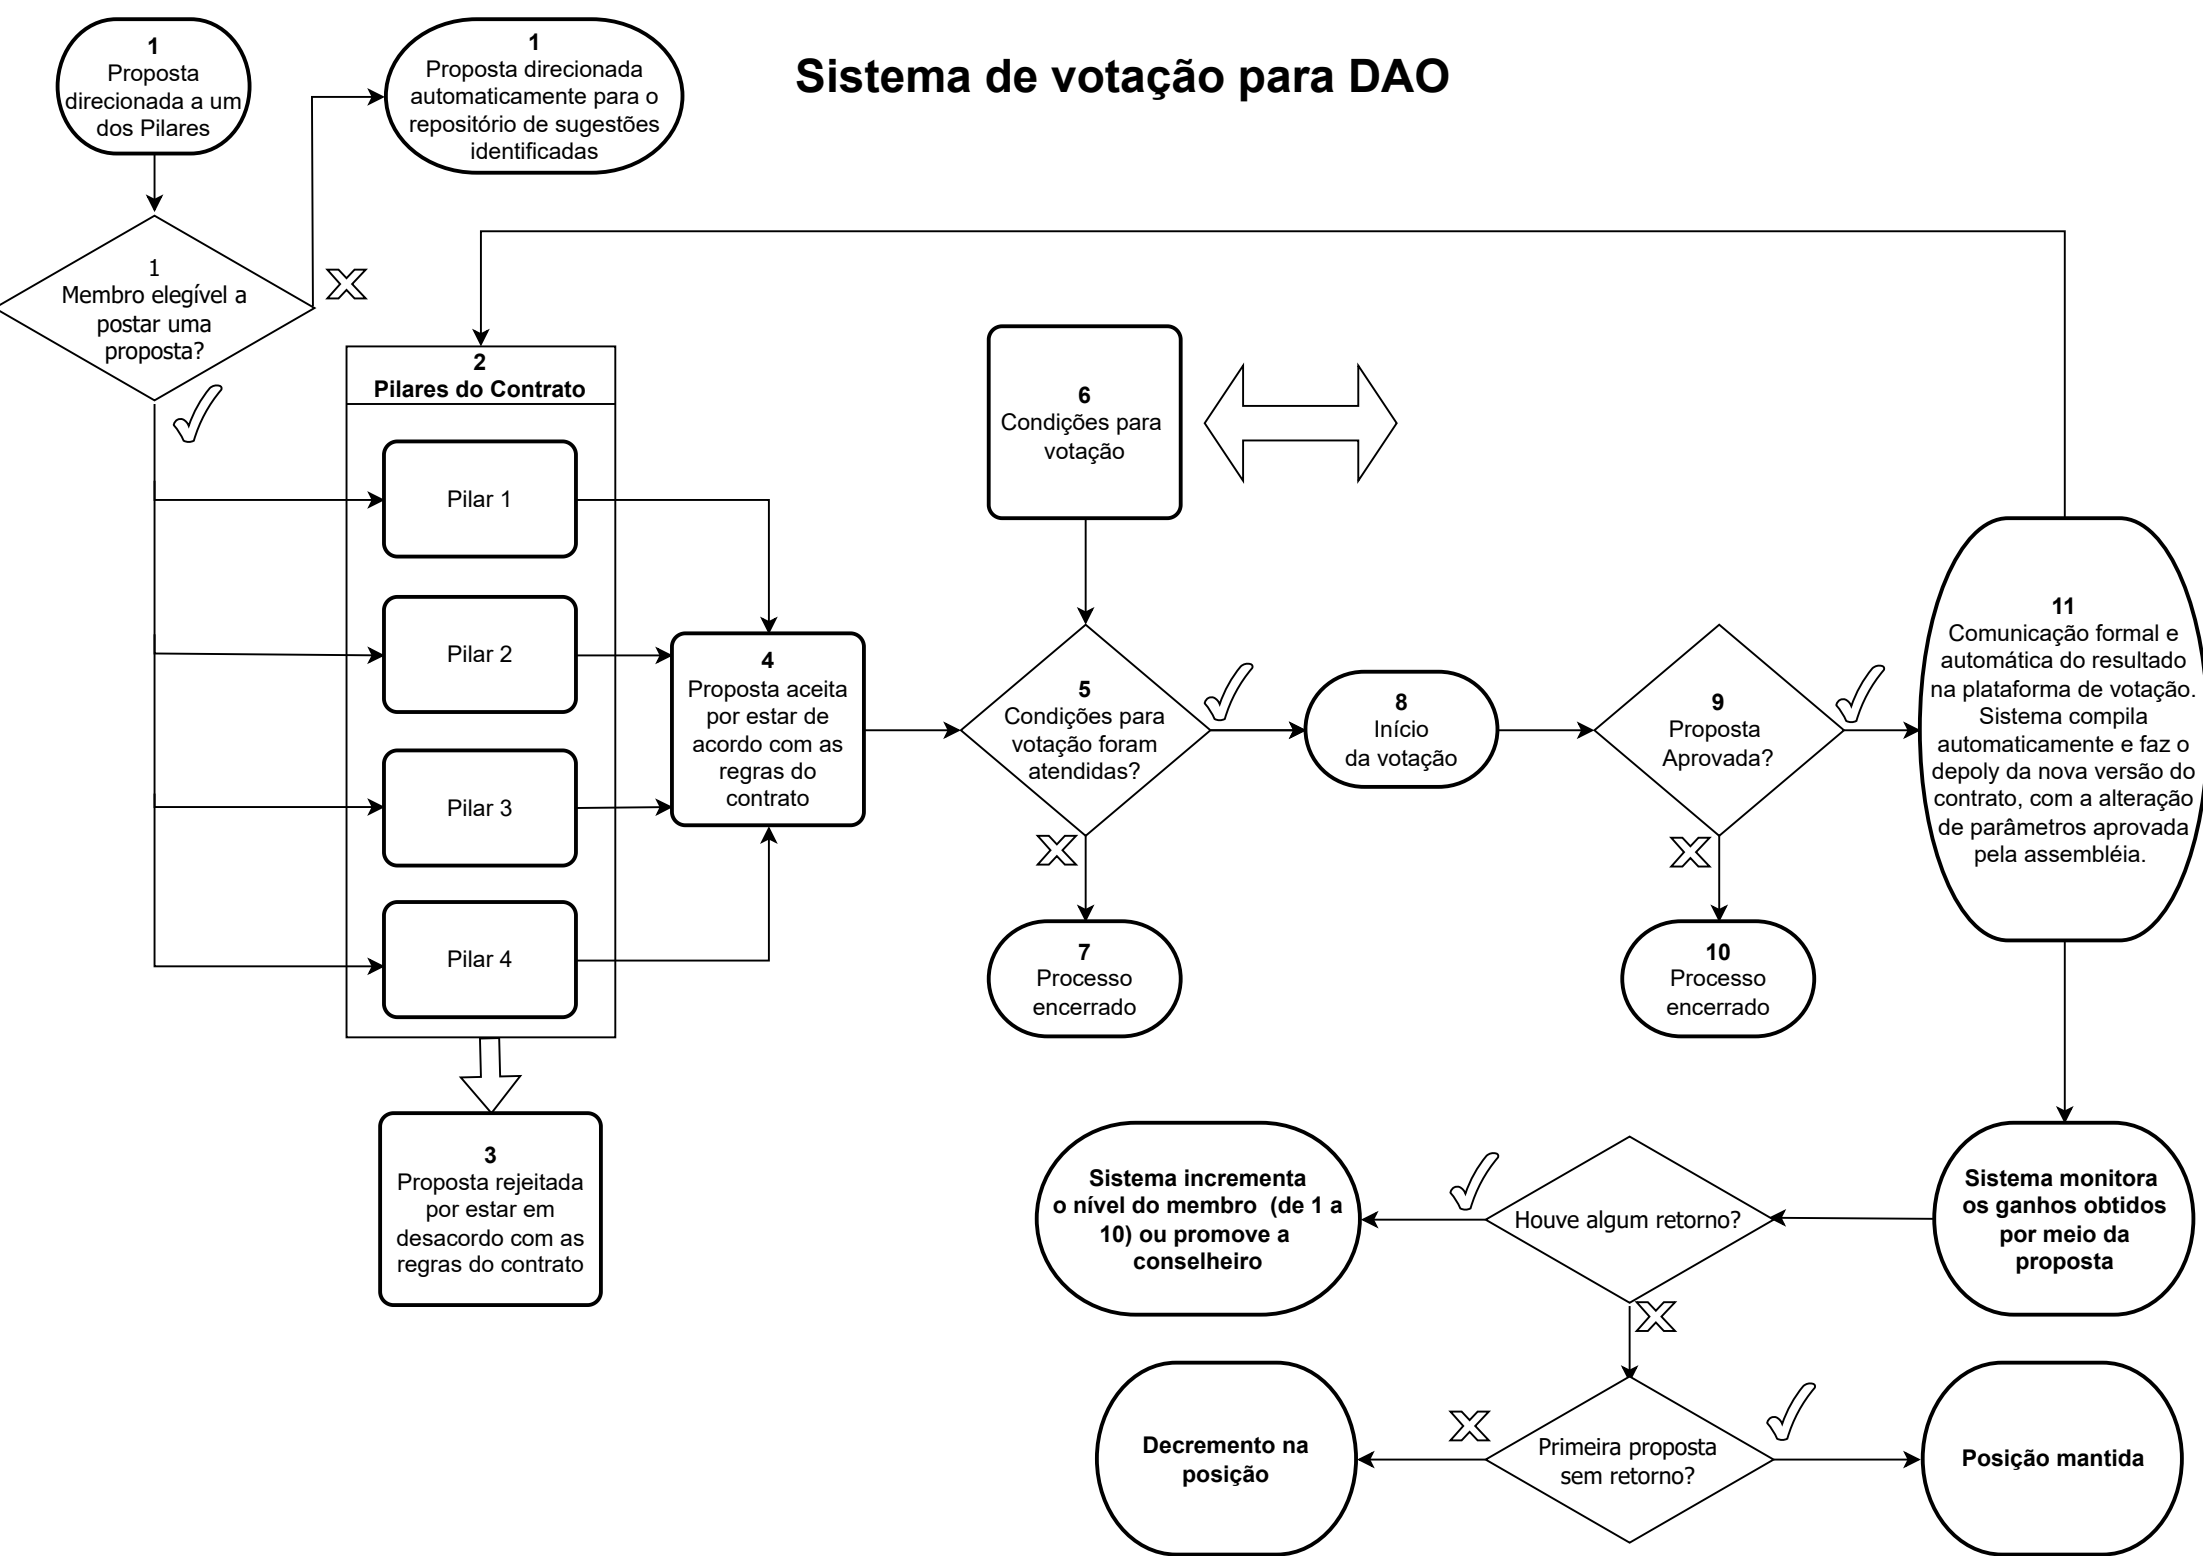 Sistema de votação para DAO
1
Proposta
direcionada a um
dos Pilares
1
Proposta direcionada
automaticamente para o
repositório de sugestões
identificadas
1
Membro elegível a
postar uma
proposta?
2
Pilares do Contrato
Pilar 1
Pilar 2
Pilar 3
Pilar 4
3
Proposta rejeitada
por estar em
desacordo com as
regras do contrato
4
Proposta aceita
por estar de
acordo com as
regras do
contrato
6
Condições para
votação
5
Condições para
votação foram
atendidas?
7
Processo
encerrado
8
Início
da votação
9
Proposta
Aprovada?
10
Processo
encerrado
11
Comunicação formal e
automática do resultado
na plataforma de votação.
Sistema compila
automaticamente e faz o
depoly da nova versão do
contrato, com a alteração
de parâmetros aprovada
pela assembléia.
Sistema monitora
os ganhos obtidos
por meio da
proposta
Houve algum retorno?
Sistema incrementa
o nível do membro (de 1 a
10) ou promove a
conselheiro
Primeira proposta
sem retorno?
Decremento na
posição
Posição mantida